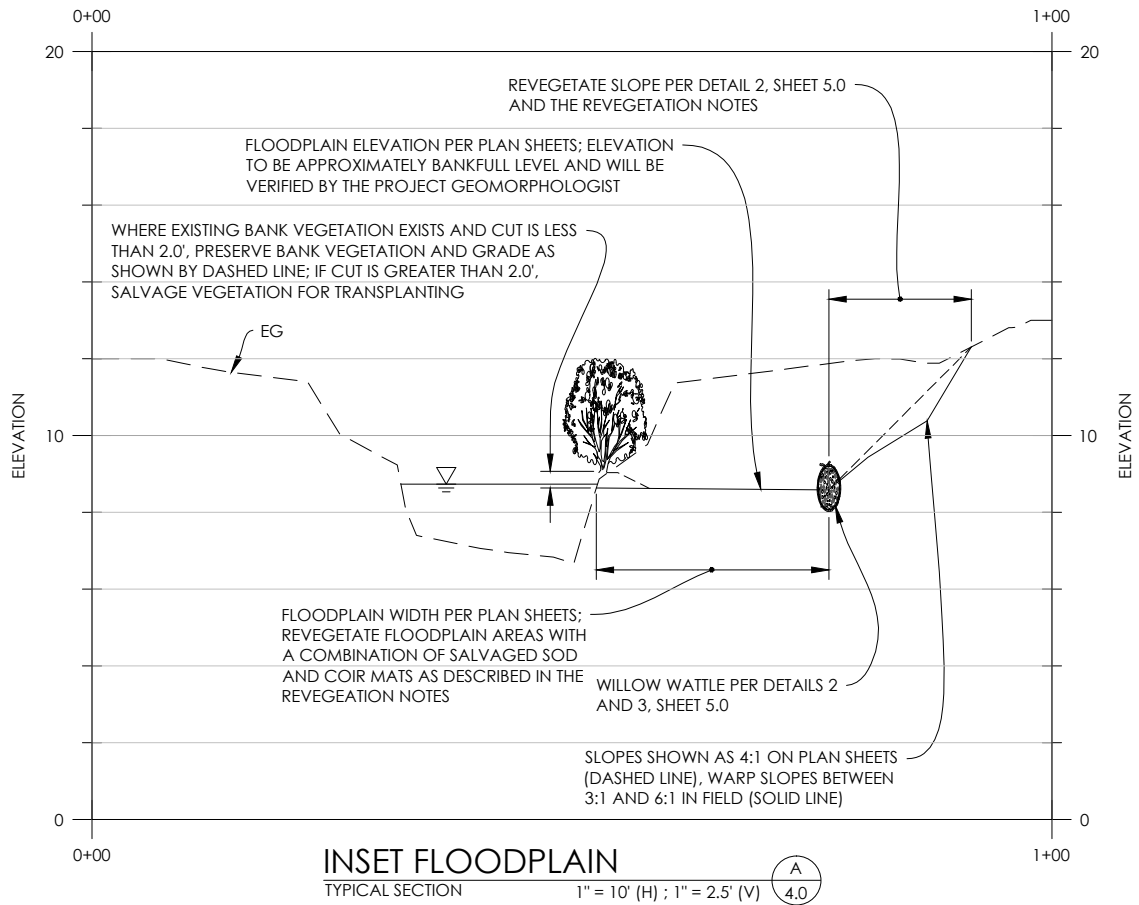 0+00
1+00
20
20
REVEGETATE SLOPE PER DETAIL 2, SHEET 5.0
AND THE REVEGETATION NOTES
FLOODPLAIN ELEVATION PER PLAN SHEETS; ELEVATION
TO BE APPROXIMATELY BANKFULL LEVEL AND WILL BE
VERIFIED BY THE PROJECT GEOMORPHOLOGIST
WHERE EXISTING BANK VEGETATION EXISTS AND CUT IS LESS
THAN 2.0', PRESERVE BANK VEGETATION AND GRADE AS
SHOWN BY DASHED LINE; IF CUT IS GREATER THAN 2.0',
SALVAGE VEGETATION FOR TRANSPLANTING
EG
ELEVATION
10
10
ELEVATION
FLOODPLAIN WIDTH PER PLAN SHEETS;
REVEGETATE FLOODPLAIN AREAS WITH
A COMBINATION OF SALVAGED SOD
AND COIR MATS AS DESCRIBED IN THE
REVEGEATION NOTES
WILLOW WATTLE PER DETAILS 2
AND 3, SHEET 5.0
SLOPES SHOWN AS 4:1 ON PLAN SHEETS
(DASHED LINE), WARP SLOPES BETWEEN
3:1 AND 6:1 IN FIELD (SOLID LINE)
0
0
0+00
1+00
INSET FLOODPLAIN
TYPICAL SECTION
1" = 10' (H) ; 1" = 2.5' (V)
A
4.0